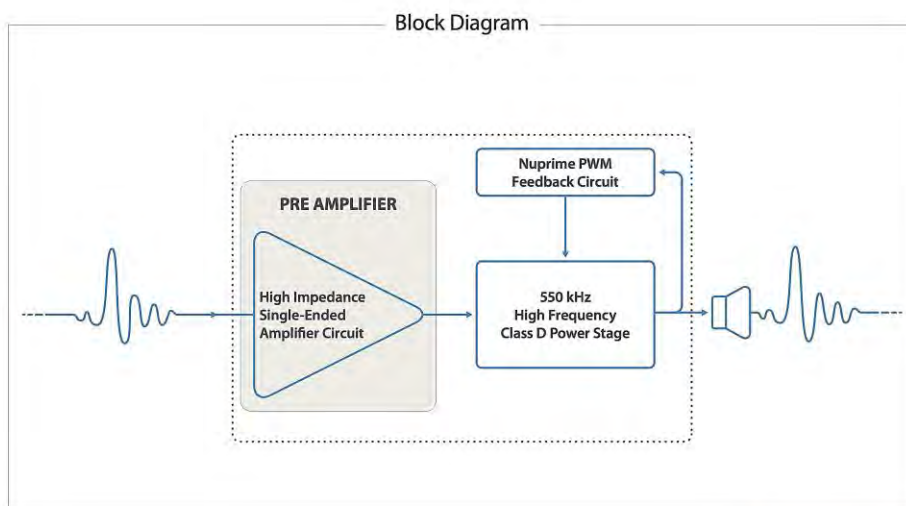 Block Diagram
Nuprime PWM
Feedback Circuit
PRE AMPLIFIER
High Impedance
Single-Ended
Amplifier Circuit
550 kHz
High Frequency
Class D Power Stage